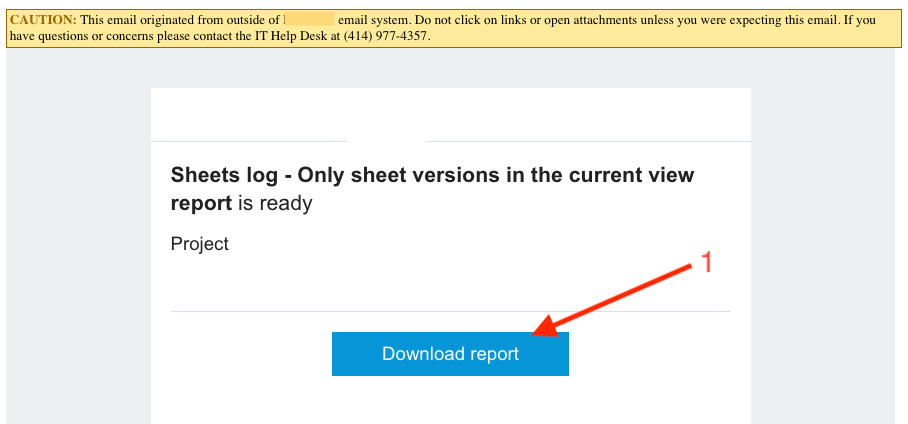 CAUTION: This email originated from outside of email system. Do not click on links or open attachments unless you were expecting this email. If you
have questions or concerns please contact the IT Help Desk at (414) 977-4357.
Sheets log - Only sheet versions in the current view
report is ready
Project
1
Download report